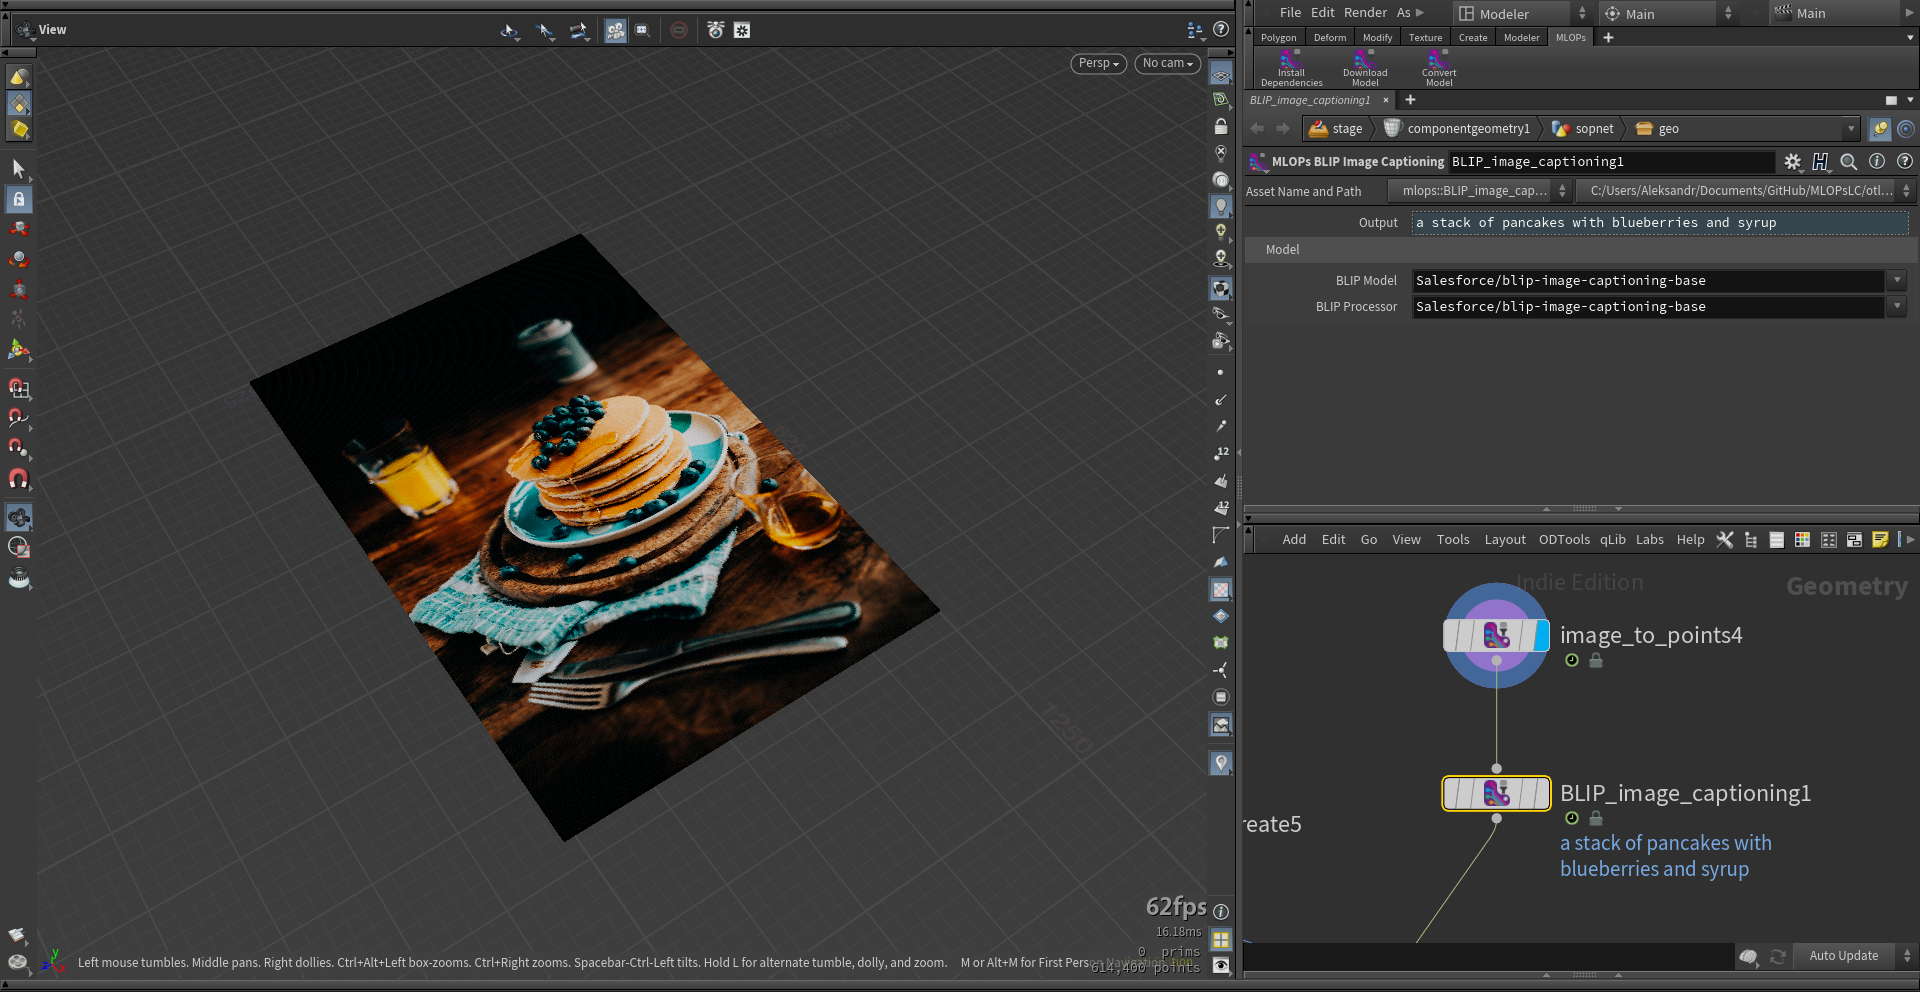 View
Persp
No cam
12
12
1250
62fps
16.18ms
0 prims
614,400 points
Left mouse tumbles. Middle pans. Right dollies. Ctrl+Alt+Left box-zooms. Ctrl+Right zooms. Spacebar-Ctrl-Left tilts. Hold L for alternate tumble, dolly, and zoom. M or Alt+M for First Person Navigation.
File Edit Render As
Modeler
Main
Main
Polygon Deform Modify Texture Create Modeler MLOPs
Install Dependencies
Download Model
Convert Model
BLIP_image_captioning1
stage componentgeometry1 sopnet geo
MLOPs BLIP Image Captioning BLIP_image_captioning1
Asset Name and Path mlops::BLIP_image_cap... C:/Users/Aleksandr/Documents/GitHub/MLOPsLC/otl...
Output a stack of pancakes with blueberries and syrup
Model
BLIP Model Salesforce/blip-image-captioning-base
BLIP Processor Salesforce/blip-image-captioning-base
Add Edit Go View Tools Layout ODTools qLib Labs Help
Indie Edition
Geometry
image_to_points4
BLIP_image_captioning1
reate5
a stack of pancakes with
blueberries and syrup
Auto Update